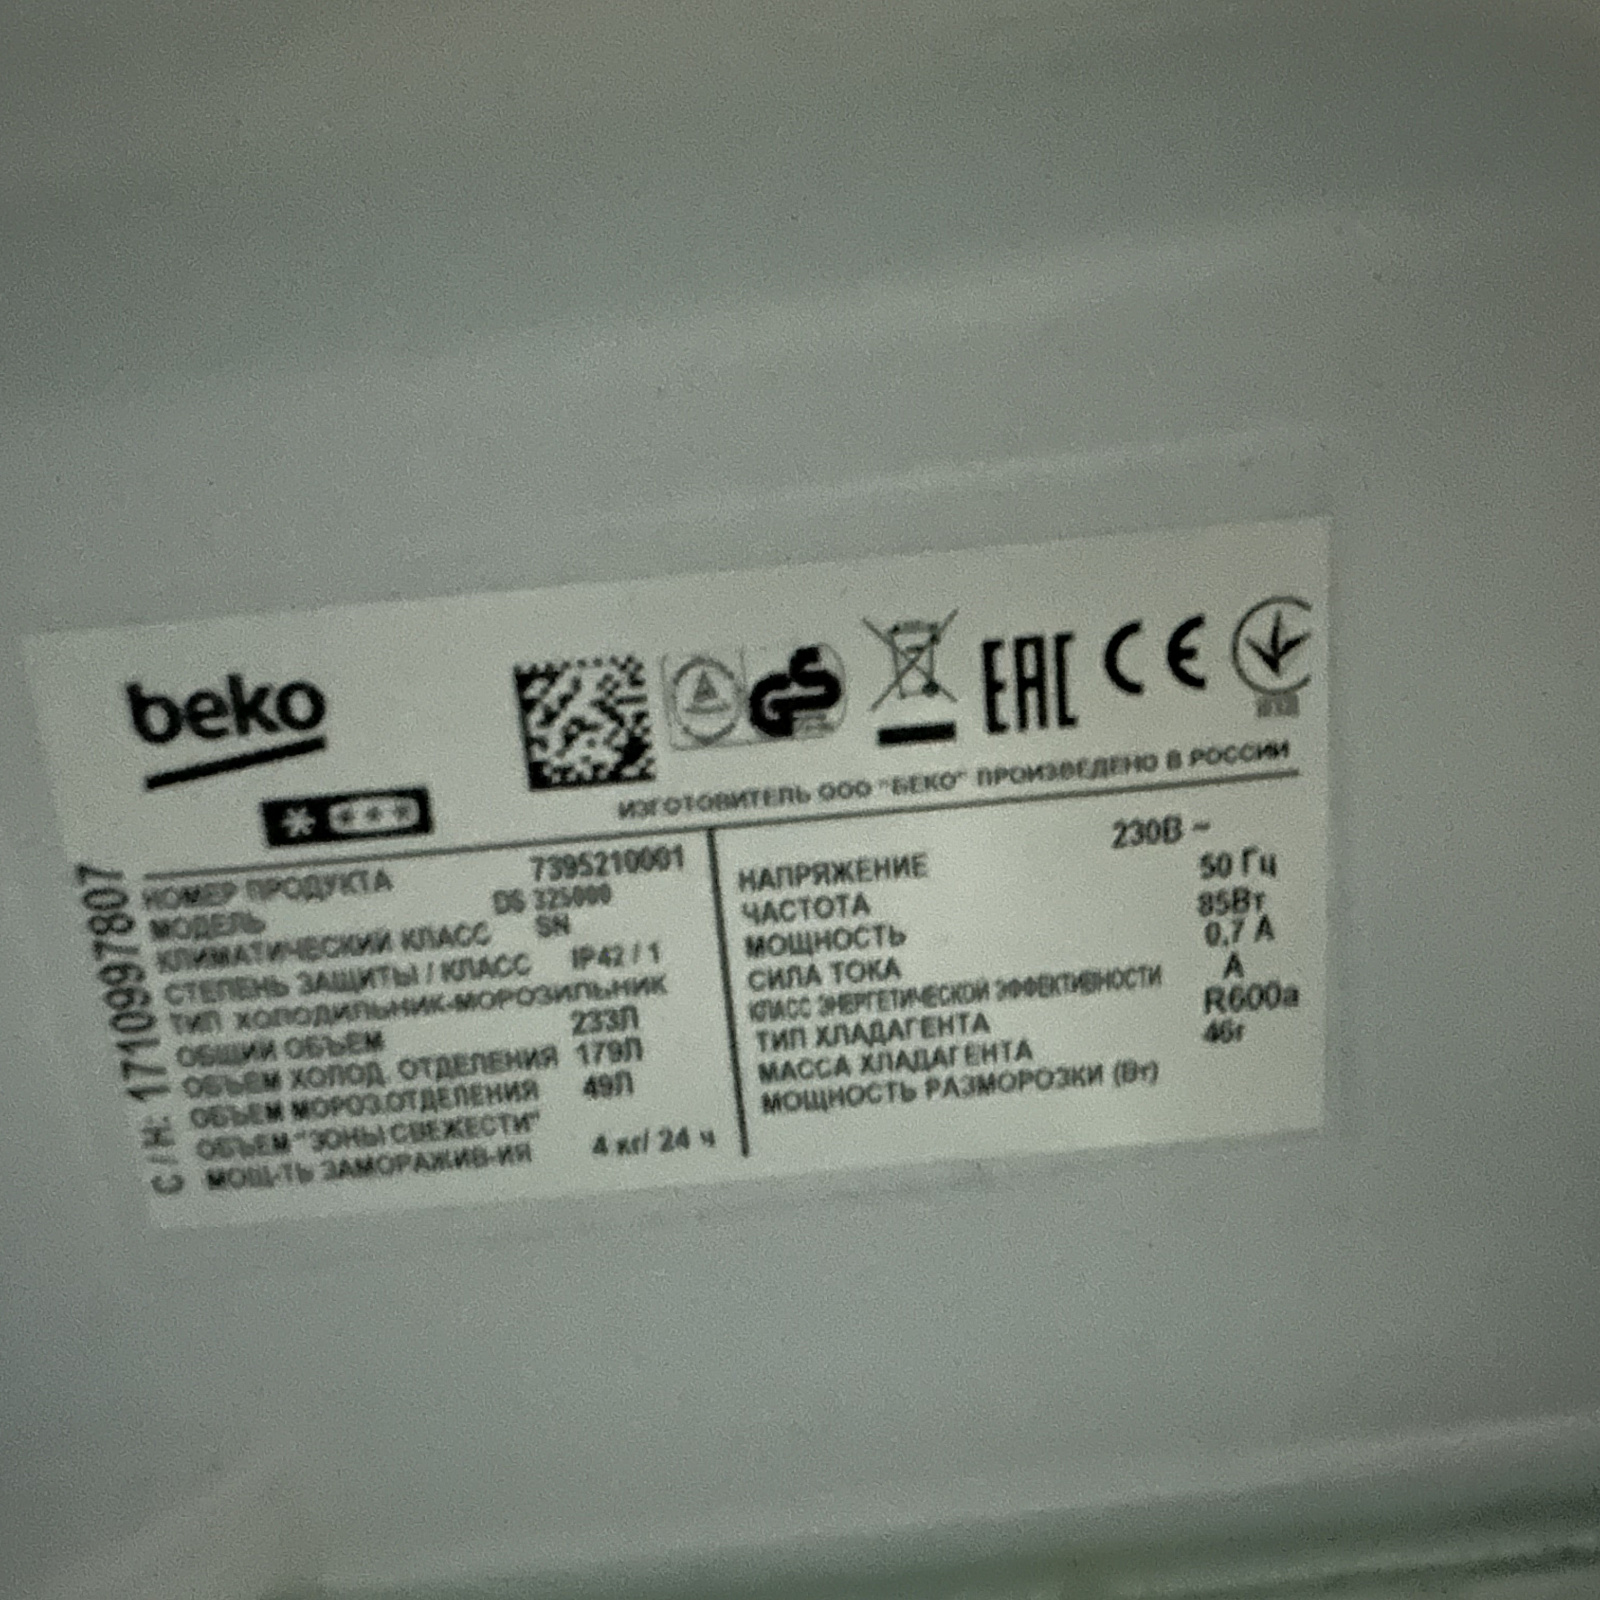 beko
EAC CE
ИЗГОТОВИТЕЛЬ ООО "БЕКО" ПРОИЗВЕДЕНО В РОССИИ
С / Н: 17109997807
НОМЕР ПРОДУКТА 7395210001
МОДЕЛЬ DS 325000
КЛИМАТИЧЕСКИЙ КЛАСС SN
СТЕПЕНЬ ЗАЩИТЫ / КЛАСС IP42 / 1
ТИП ХОЛОДИЛЬНИК-МОРОЗИЛЬНИК
ОБЩИЙ ОБЪЕМ 233Л
ОБЪЕМ ХОЛОД. ОТДЕЛЕНИЯ 179Л
ОБЪЕМ МОРОЗ.ОТДЕЛЕНИЯ 49Л
ОБЪЕМ "ЗОНЫ СВЕЖЕСТИ"
МОЩ-ТЬ ЗАМОРАЖИВ-ИЯ 4 кг/ 24 ч
НАПРЯЖЕНИЕ 230В ~
ЧАСТОТА 50 Гц
МОЩНОСТЬ 85Вт
СИЛА ТОКА 0,7 А
КЛАСС ЭНЕРГЕТИЧЕСКОЙ ЭФФЕКТИВНОСТИ А
ТИП ХЛАДАГЕНТА R600a
МАССА ХЛАДАГЕНТА 46г
МОЩНОСТЬ РАЗМОРОЗКИ (Вт)